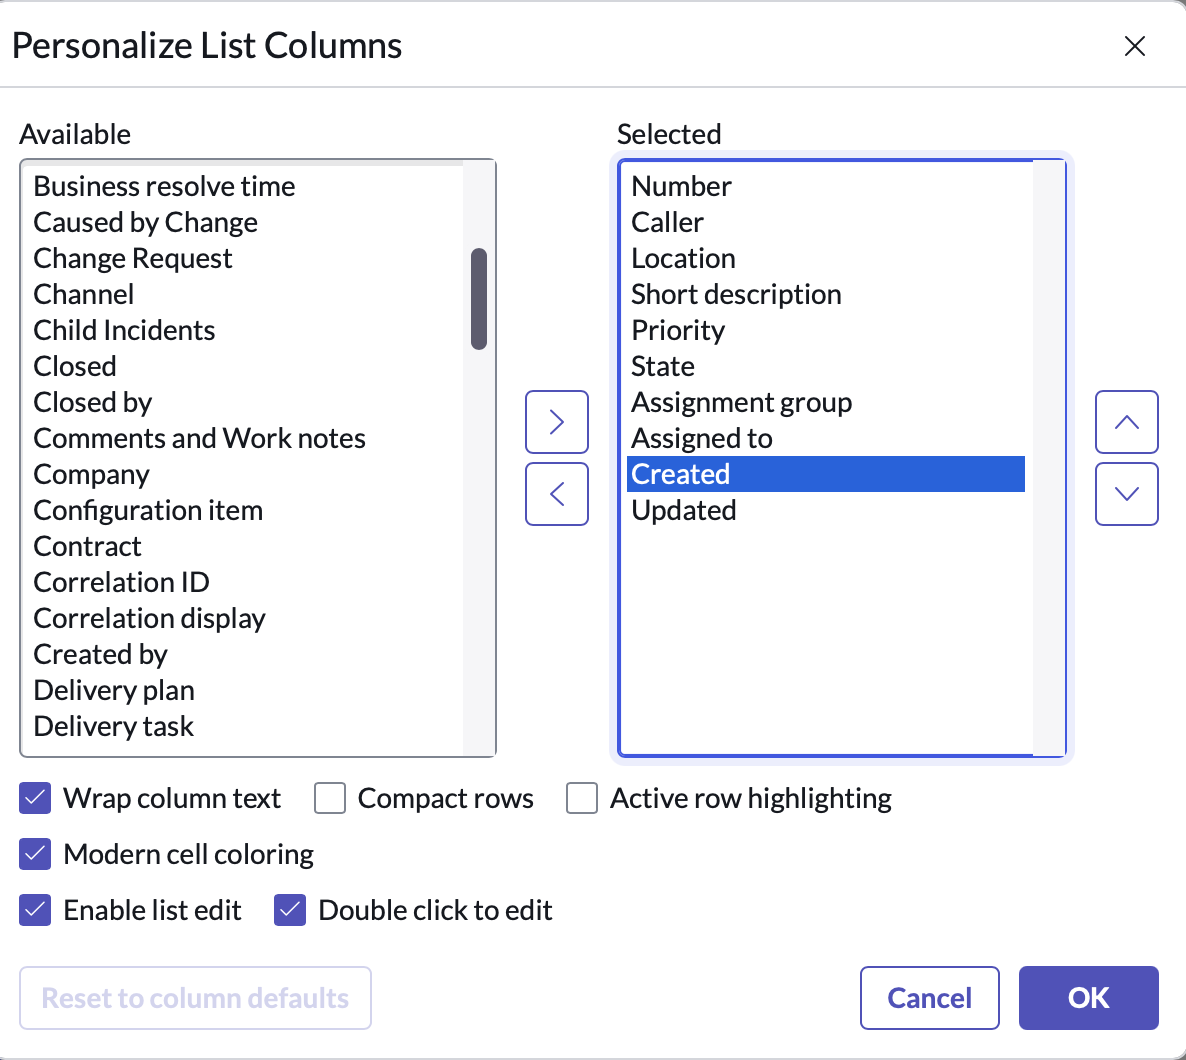 Personalize List Columns
Available
Business resolve time
Caused by Change
Change Request
Channel
Child Incidents
Closed
Closed by
Comments and Work notes
Company
Configuration item
Contract
Correlation ID
Correlation display
Created by
Delivery plan
Delivery task
Selected
Number
Caller
Location
Short description
Priority
State
Assignment group
Assigned to
Created
Updated
Wrap column text Compact rows Active row highlighting
Modern cell coloring
Enable list edit Double click to edit
Reset to column defaults Cancel OK